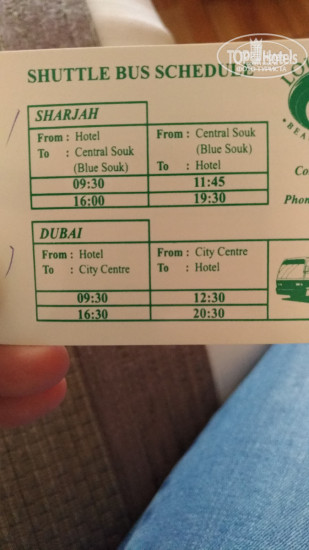 TOP Hotels
SHUTTLE BUS SCHEDULE
SHARJAH
From : Hotel
To : Central Souk
(Blue Souk)
From : Central Souk
(Blue Souk)
To : Hotel
09:30 11:45
16:00 19:30
DUBAI
From : Hotel
To : City Centre
From : City Centre
To : Hotel
09:30 12:30
16:30 20:30